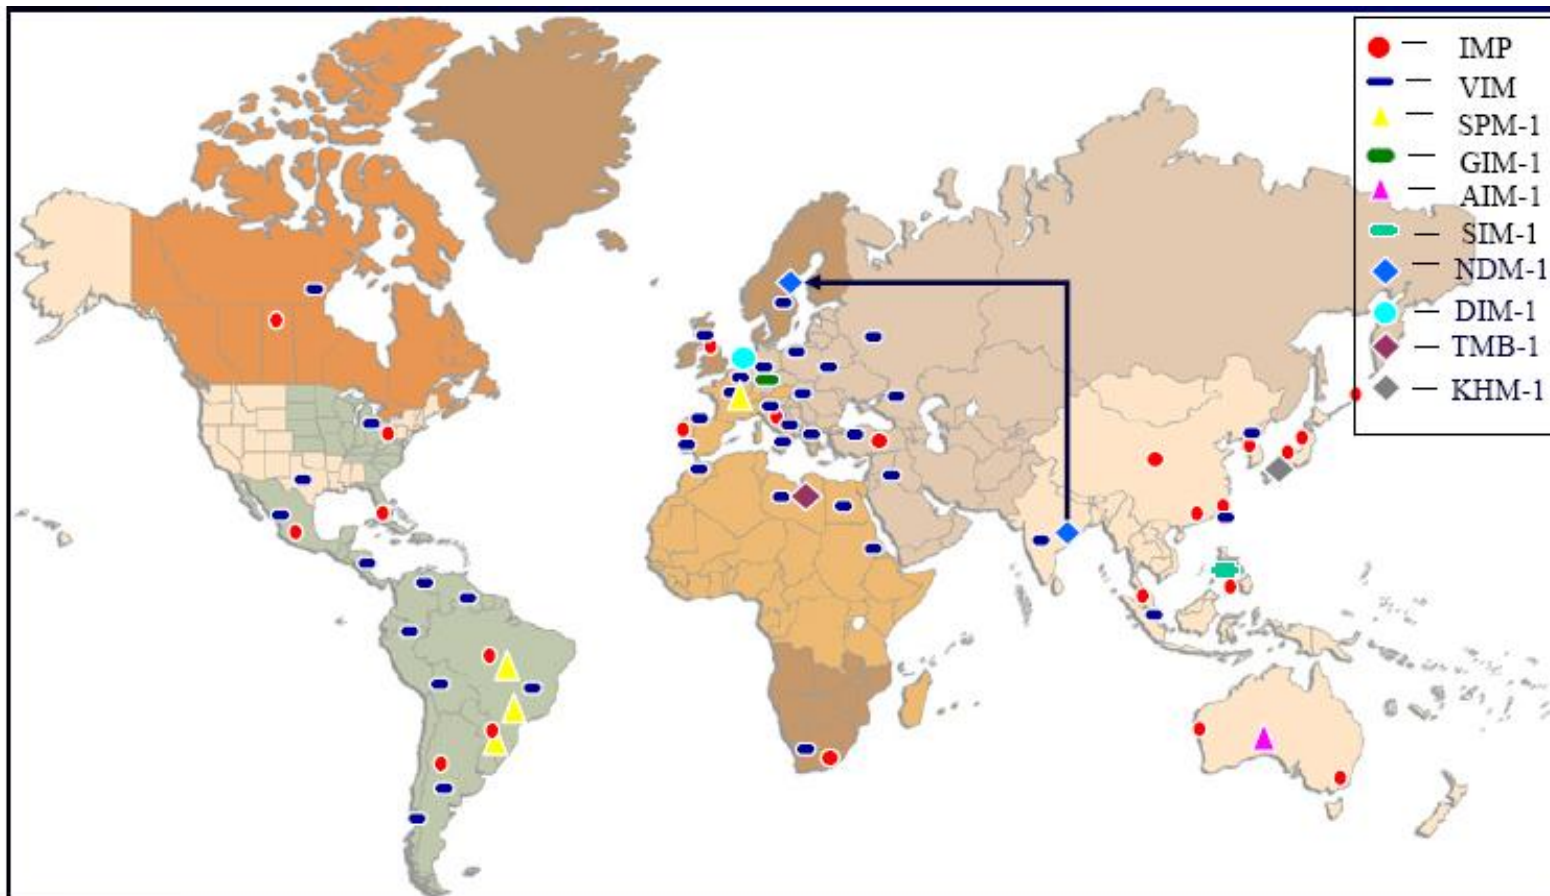 — IMP
— VIM
— SPM-1
— GIM-1
— AIM-1
— SIM-1
— NDM-1
— DIM-1
— TMB-1
— KHM-1